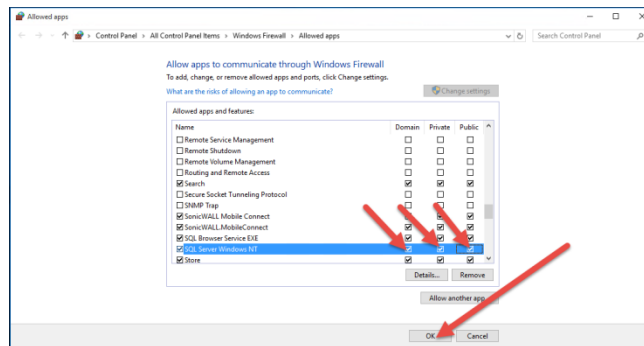 Allowed apps
Control Panel > All Control Panel Items > Windows Firewall > Allowed apps
Search Control Panel
Allow apps to communicate through Windows Firewall
To add, change, or remove allowed apps and ports, click Change settings.
What are the risks of allowing an app to communicate?
Change settings
Allowed apps and features:
Name Domain Private Public
Remote Service Management
Remote Shutdown
Remote Volume Management
Routing and Remote Access
Search
Secure Socket Tunneling Protocol
SNMP Trap
SonicWALL Mobile Connect
SonicWALL.MobileConnect
SQL Browser Service EXE
SQL Server Windows NT
Store
Details... Remove
Allow another app...
OK Cancel